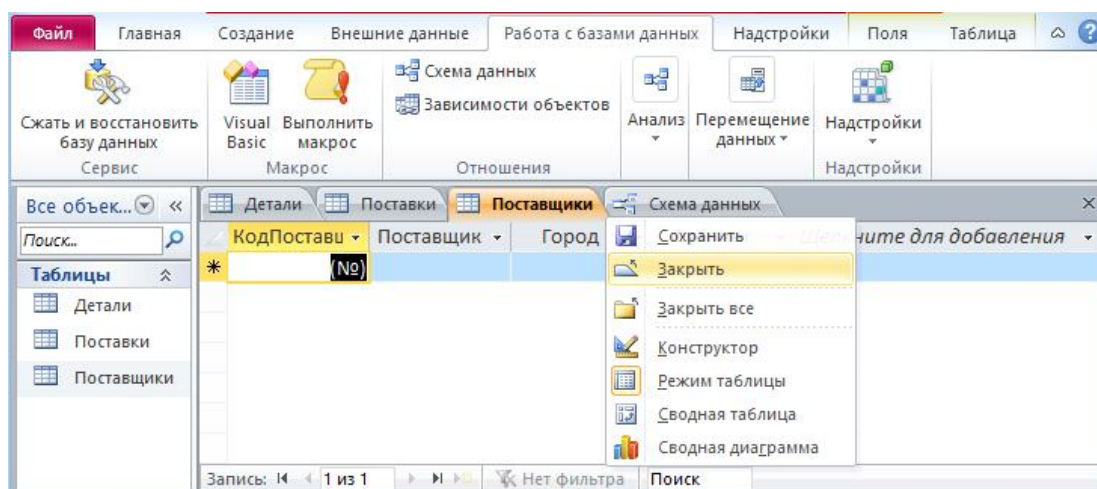 Файл Главная Создание Внешние данные Работа с базами данных Надстройки Поля Таблица
Сжать и восстановить
базу данных
Сервис
Visual
Basic
Выполнить
макрос
Макрос
Схема данных
Зависимости объектов
Отношения
Анализ
Перемещение
данных
Надстройки
Надстройки
Все объек...
Поиск...
Таблицы
Детали
Поставки
Поставщики
Детали Поставки Поставщики Схема данных
КодПоставц Поставщик Город ните для добавления
(№)
Сохранить
Закрыть
Закрыть все
Конструктор
Режим таблицы
Сводная таблица
Сводная диаграмма
Запись: 1 из 1 Нет фильтра Поиск